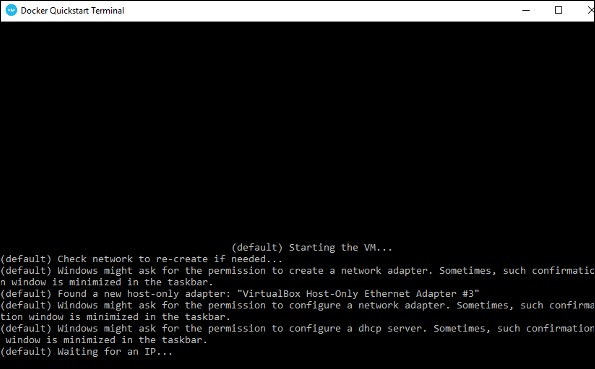 Docker Quickstart Terminal
(default) Starting the VM...
(default) Check network to re-create if needed...
(default) Windows might ask for the permission to create a network adapter. Sometimes, such confirmatio
n window is minimized in the taskbar.
(default) Found a new host-only adapter: "VirtualBox Host-Only Ethernet Adapter #3"
(default) Windows might ask for the permission to configure a network adapter. Sometimes, such confirma
tion window is minimized in the taskbar.
(default) Windows might ask for the permission to configure a dhcp server. Sometimes, such confirmation
window is minimized in the taskbar.
(default) Waiting for an IP...